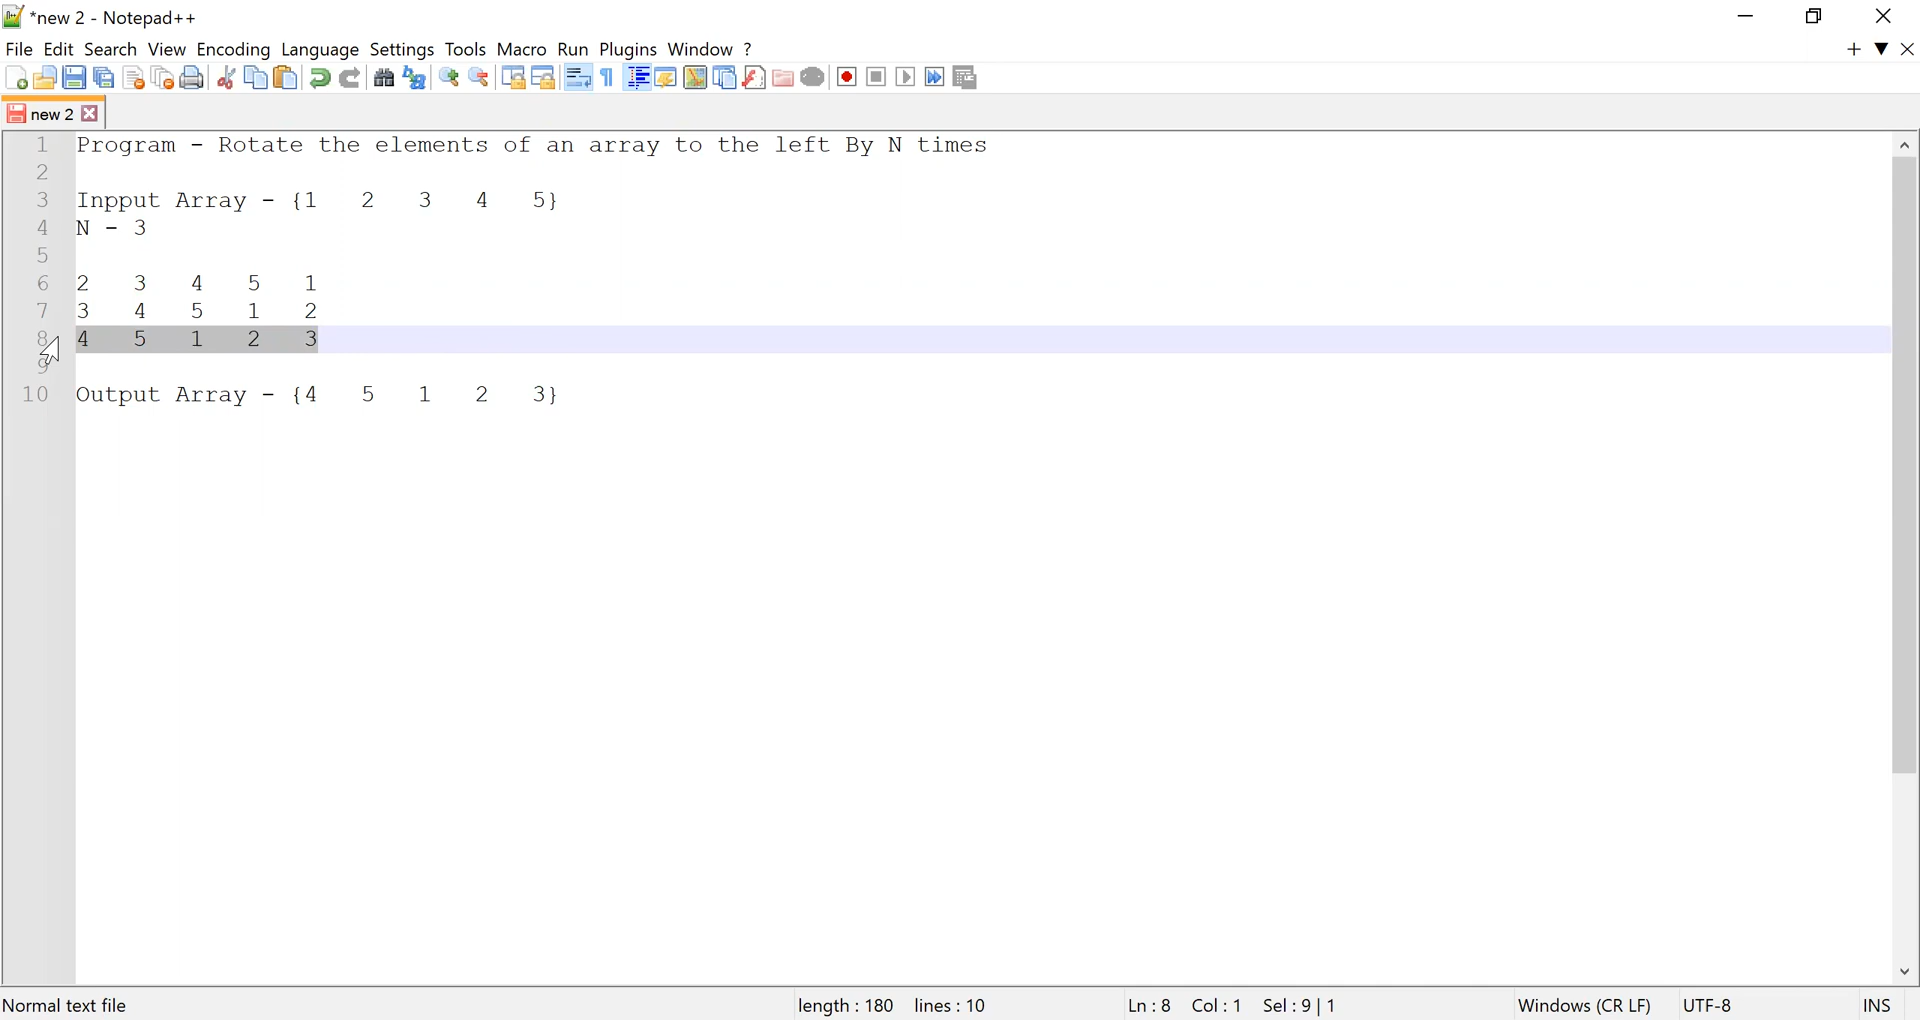 *new 2 - Notepad++
File Edit Search View Encoding Language Settings Tools Macro Run Plugins Window ?
new 2
1 Program - Rotate the elements of an array to the left By N times
2
3 Inpput Array - {1 2 3 4 5}
4 N - 3
5
6 2 3 4 5 1
7 3 4 5 1 2
8 4 5 1 2 3
9
10 Output Array - {4 5 1 2 3}
Normal text file length : 180 lines : 10 Ln : 8 Col : 1 Sel : 9 | 1 Windows (CR LF) UTF-8 INS